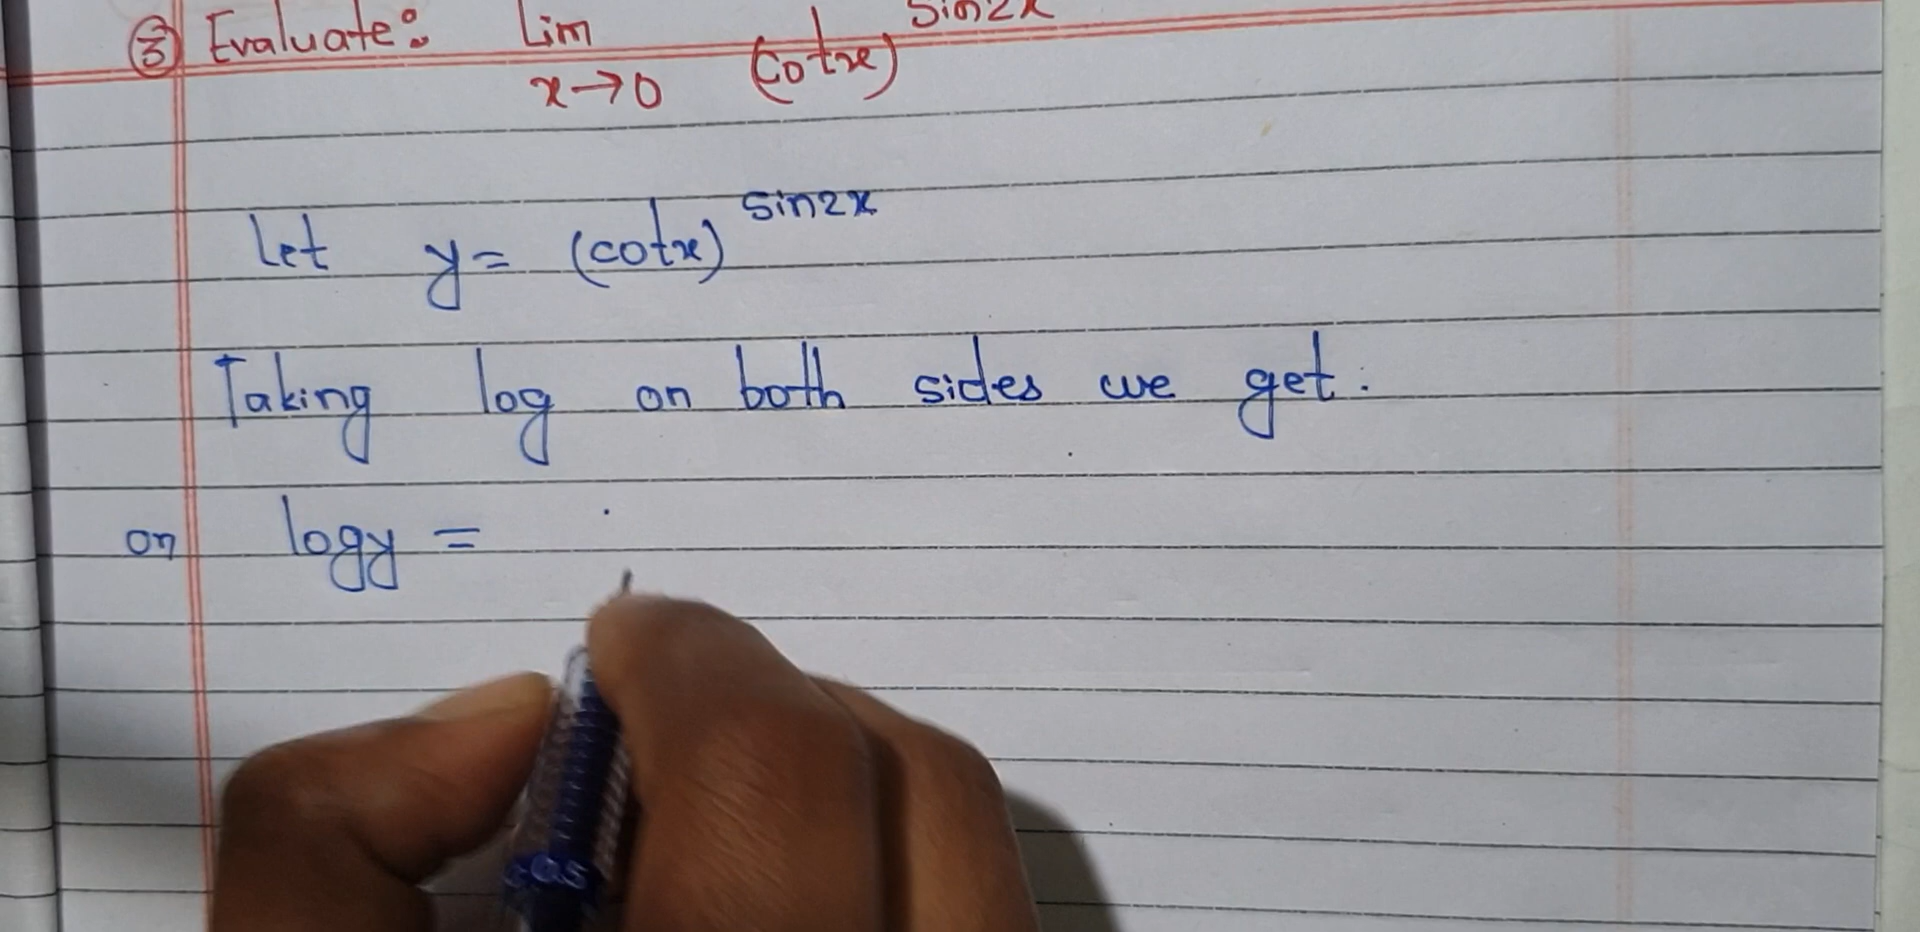 ③ Evaluate: Lim x→0 (cotx)^sin2x
Let y = (cotx)^sin2x
Taking log on both sides we get.
or logy =